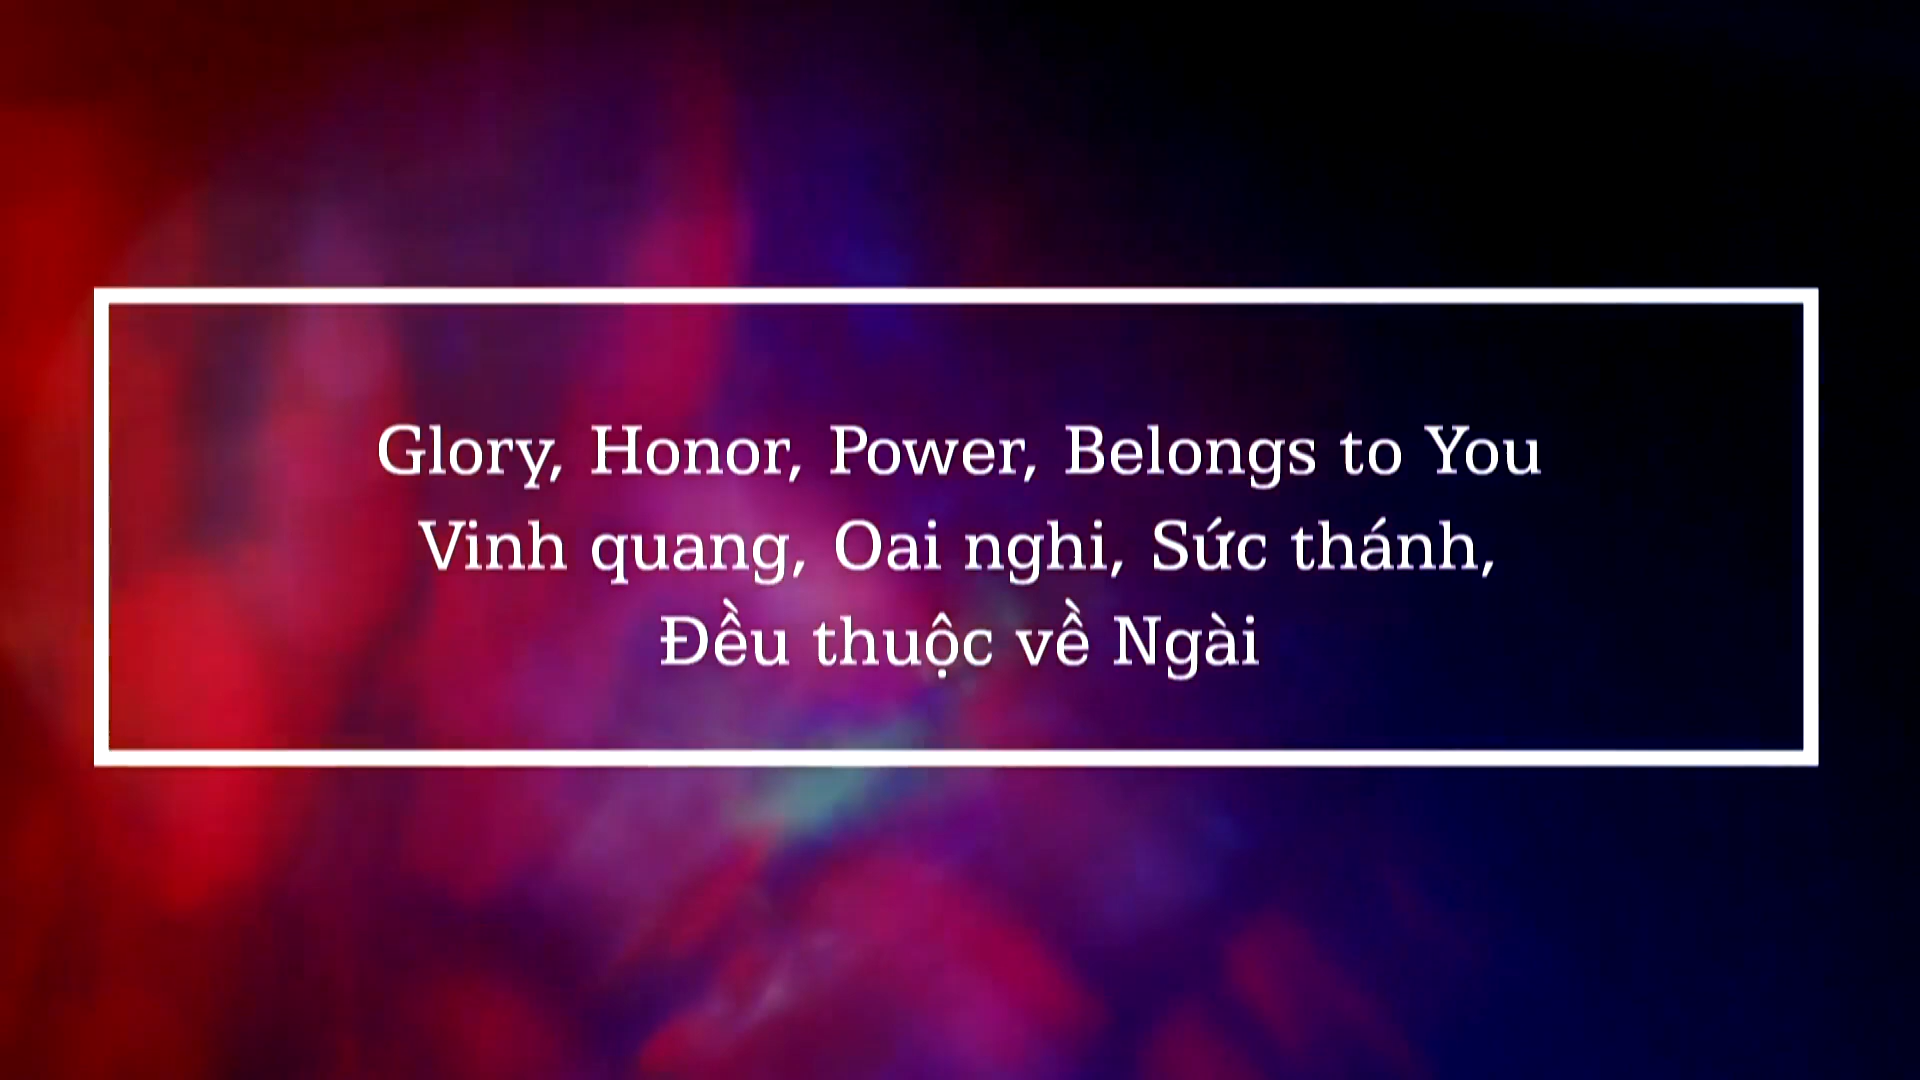 Glory, Honor, Power, Belongs to You
Vinh quang, Oai nghi, Sức thánh,
Đều thuộc về Ngài